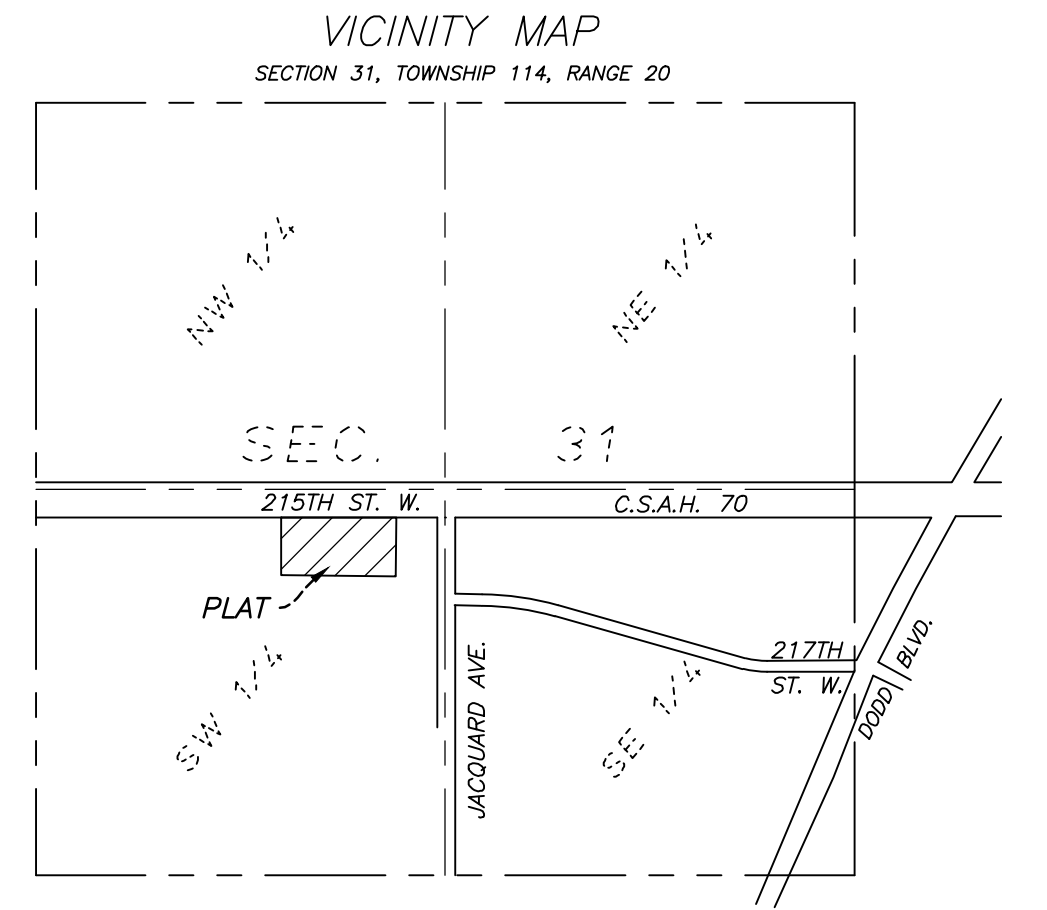 VICINITY MAP
SECTION 31, TOWNSHIP 114, RANGE 20
NW 1/4
NE 1/4
SEC. 31
215TH ST. W.
C.S.A.H. 70
PLAT
SW 1/4
JACQUARD AVE.
SE 1/4
217TH
ST. W.
DODD BLVD.